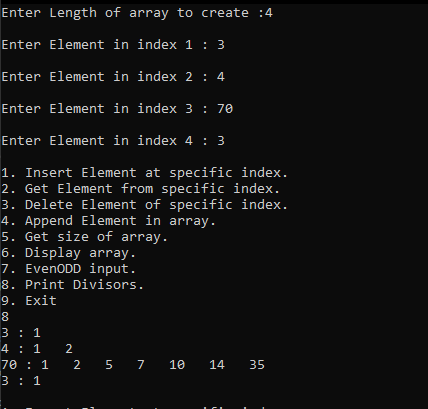 Enter Length of array to create :4
Enter Element in index 1 : 3
Enter Element in index 2 : 4
Enter Element in index 3 : 70
Enter Element in index 4 : 3
1. Insert Element at specific index.
2. Get Element from specific index.
3. Delete Element of specific index.
4. Append Element in array.
5. Get size of array.
6. Display array.
7. EvenODD input.
8. Print Divisors.
9. Exit
8
3 : 1
4 : 1   2
70 : 1   2   5   7   10   14   35
3 : 1